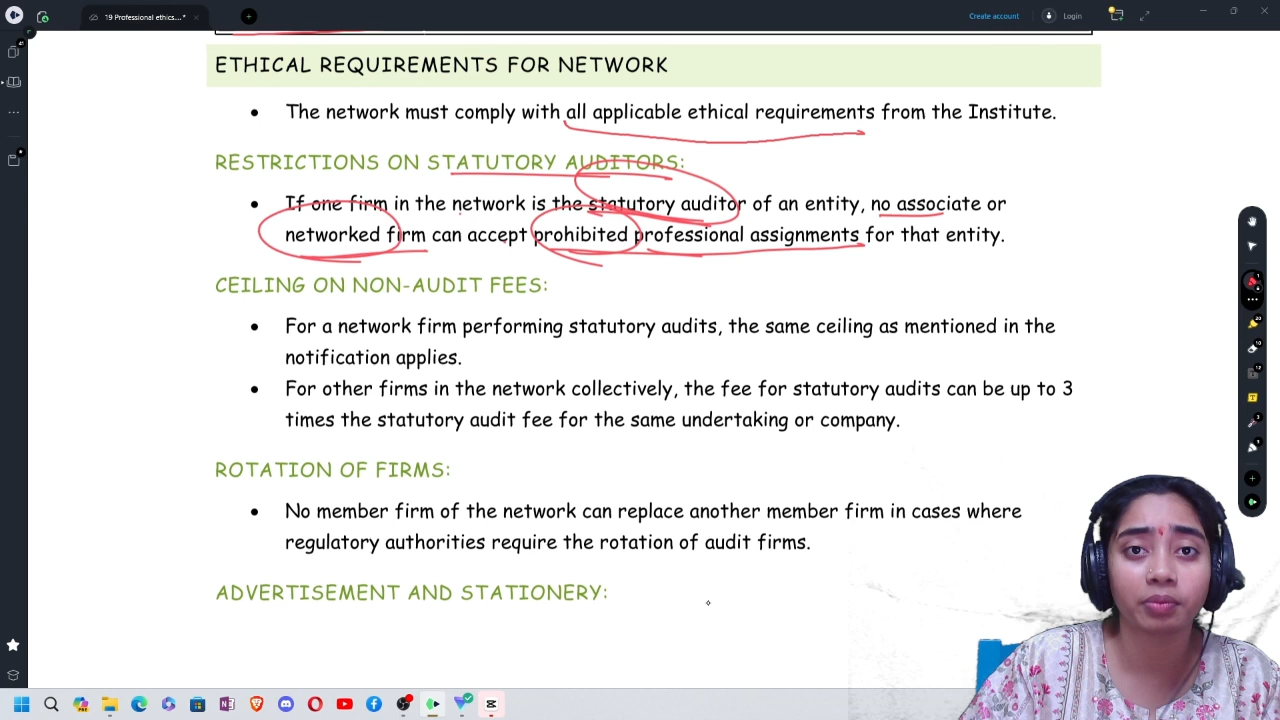 19 Professional ethics....*
Create account
Login
ETHICAL REQUIREMENTS FOR NETWORK
• The network must comply with all applicable ethical requirements from the Institute.
RESTRICTIONS ON STATUTORY AUDITORS:
• If one firm in the network is the statutory auditor of an entity, no associate or
networked firm can accept prohibited professional assignments for that entity.
CEILING ON NON-AUDIT FEES:
• For a network firm performing statutory audits, the same ceiling as mentioned in the
notification applies.
• For other firms in the network collectively, the fee for statutory audits can be up to 3
times the statutory audit fee for the same undertaking or company.
ROTATION OF FIRMS:
• No member firm of the network can replace another member firm in cases where
regulatory authorities require the rotation of audit firms.
ADVERTISEMENT AND STATIONERY: